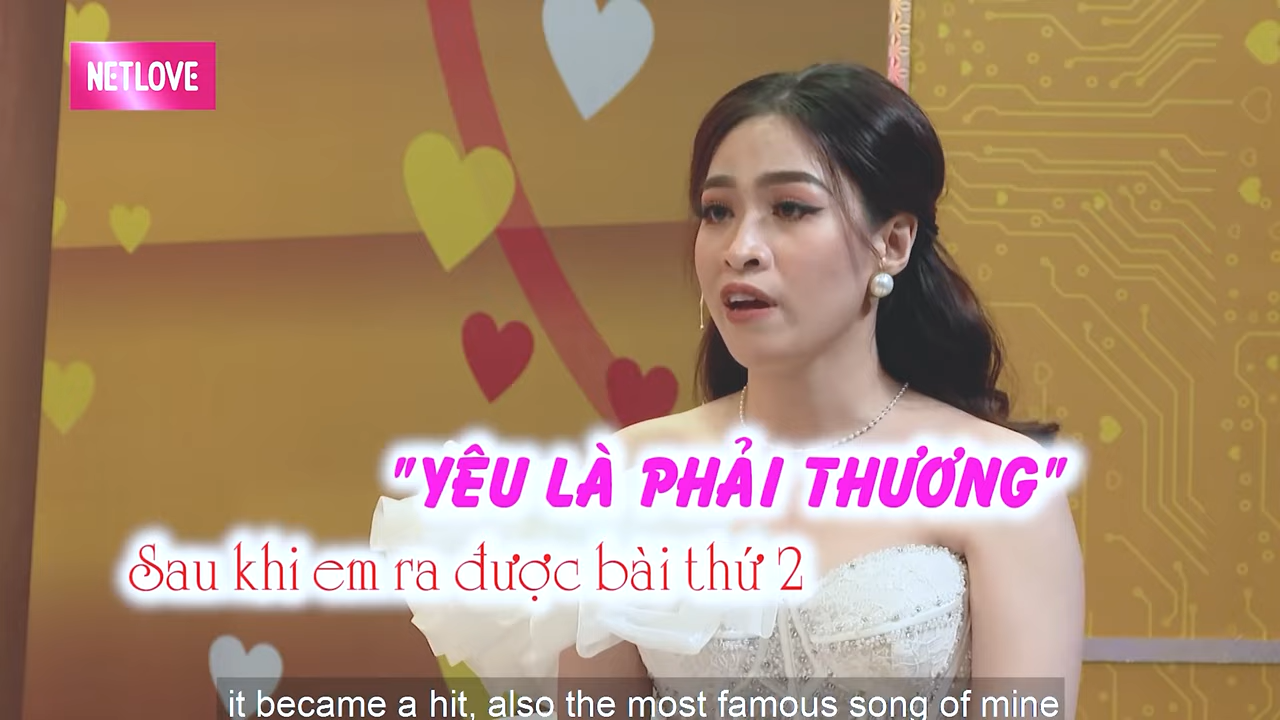 NETLOVE
"YÊU LÀ PHẢI THƯƠNG"
Sau khi em ra được bài thứ 2
it became a hit, also the most famous song of mine